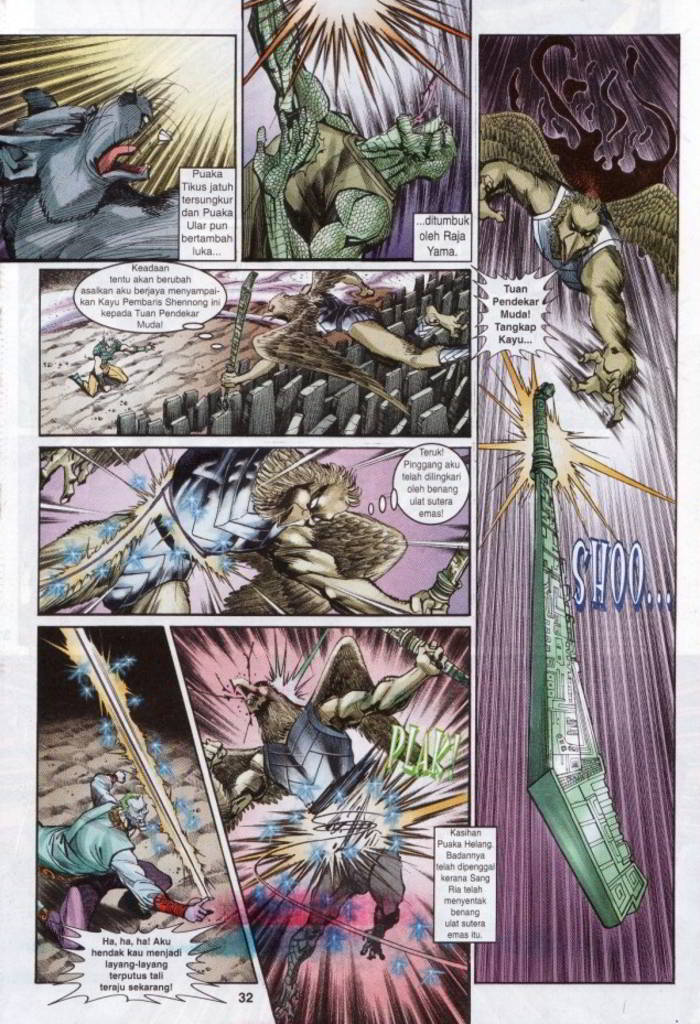 Puaka
Tikus jatuh
tersungkur
dan Puaka
Ular pun
bertambah
luka...
...ditumbuk
oleh Raja
Yama.
Keadaan
tentu akan berubah
asalkan aku berjaya menyampai-
kan Kayu Pembaris Shennong ini
kepada Tuan Pendekar
Muda!
Teruk!
Pinggang aku
telah dilingkari
oleh benang
ulat sutera
emas!
Ha, ha, ha! Aku
hendak kau menjadi
layang-layang
terputus tali
teraju sekarang!
PLAK!
Kasihan
Puaka Helang.
Badannya
telah dipenggal
kerana Sang
Ria telah
menyentak
benang
ulat sutera
emas itu.
Tuan
Pendekar
Muda!
Tangkap
Kayu...
SHOO...
32